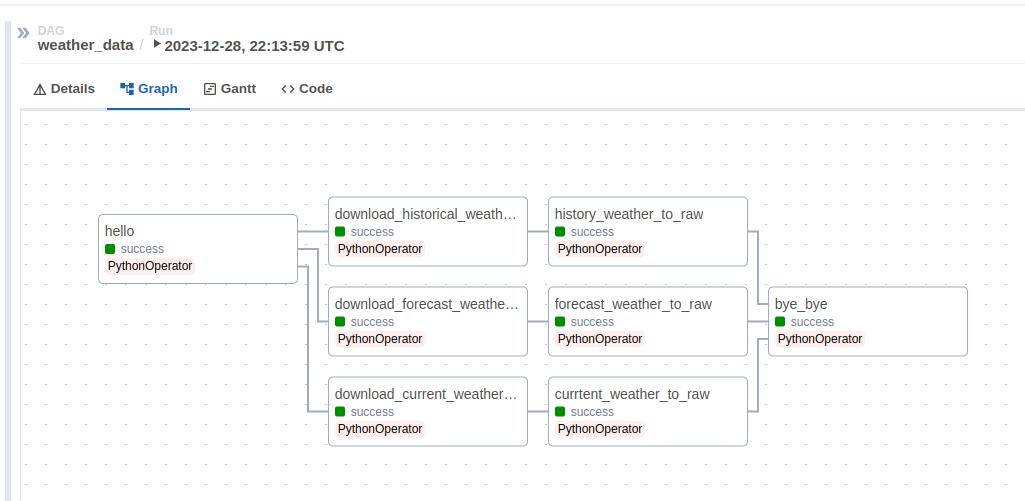 DAG
Run
weather_data / 2023-12-28, 22:13:59 UTC
Details
Graph
Gantt
Code
hello
success
PythonOperator
download_historical_weath...
success
PythonOperator
history_weather_to_raw
success
PythonOperator
download_forecast_weathe...
success
PythonOperator
forecast_weather_to_raw
success
PythonOperator
bye_bye
success
PythonOperator
download_current_weather...
success
PythonOperator
currtent_weather_to_raw
success
PythonOperator